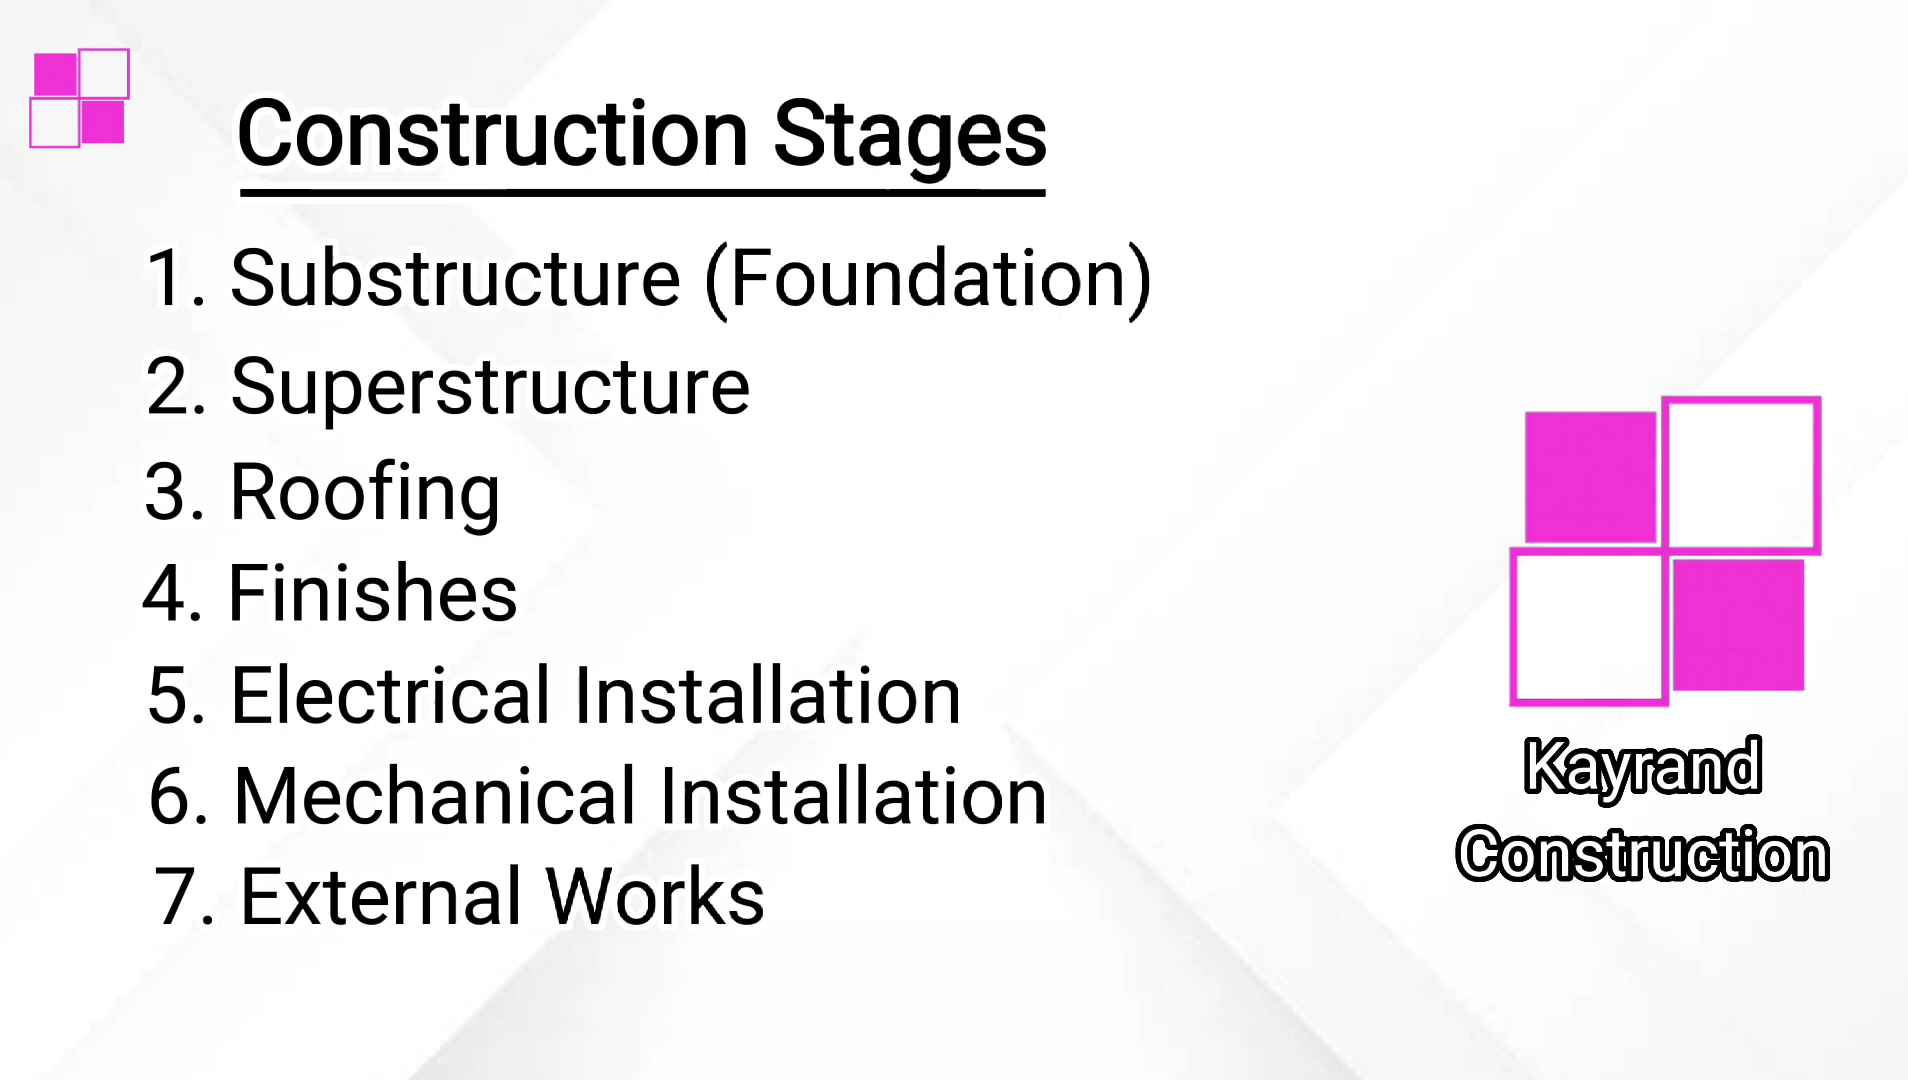 Construction Stages
1. Substructure (Foundation)
2. Superstructure
3. Roofing
4. Finishes
5. Electrical Installation
6. Mechanical Installation
7. External Works
Kayrand
Construction